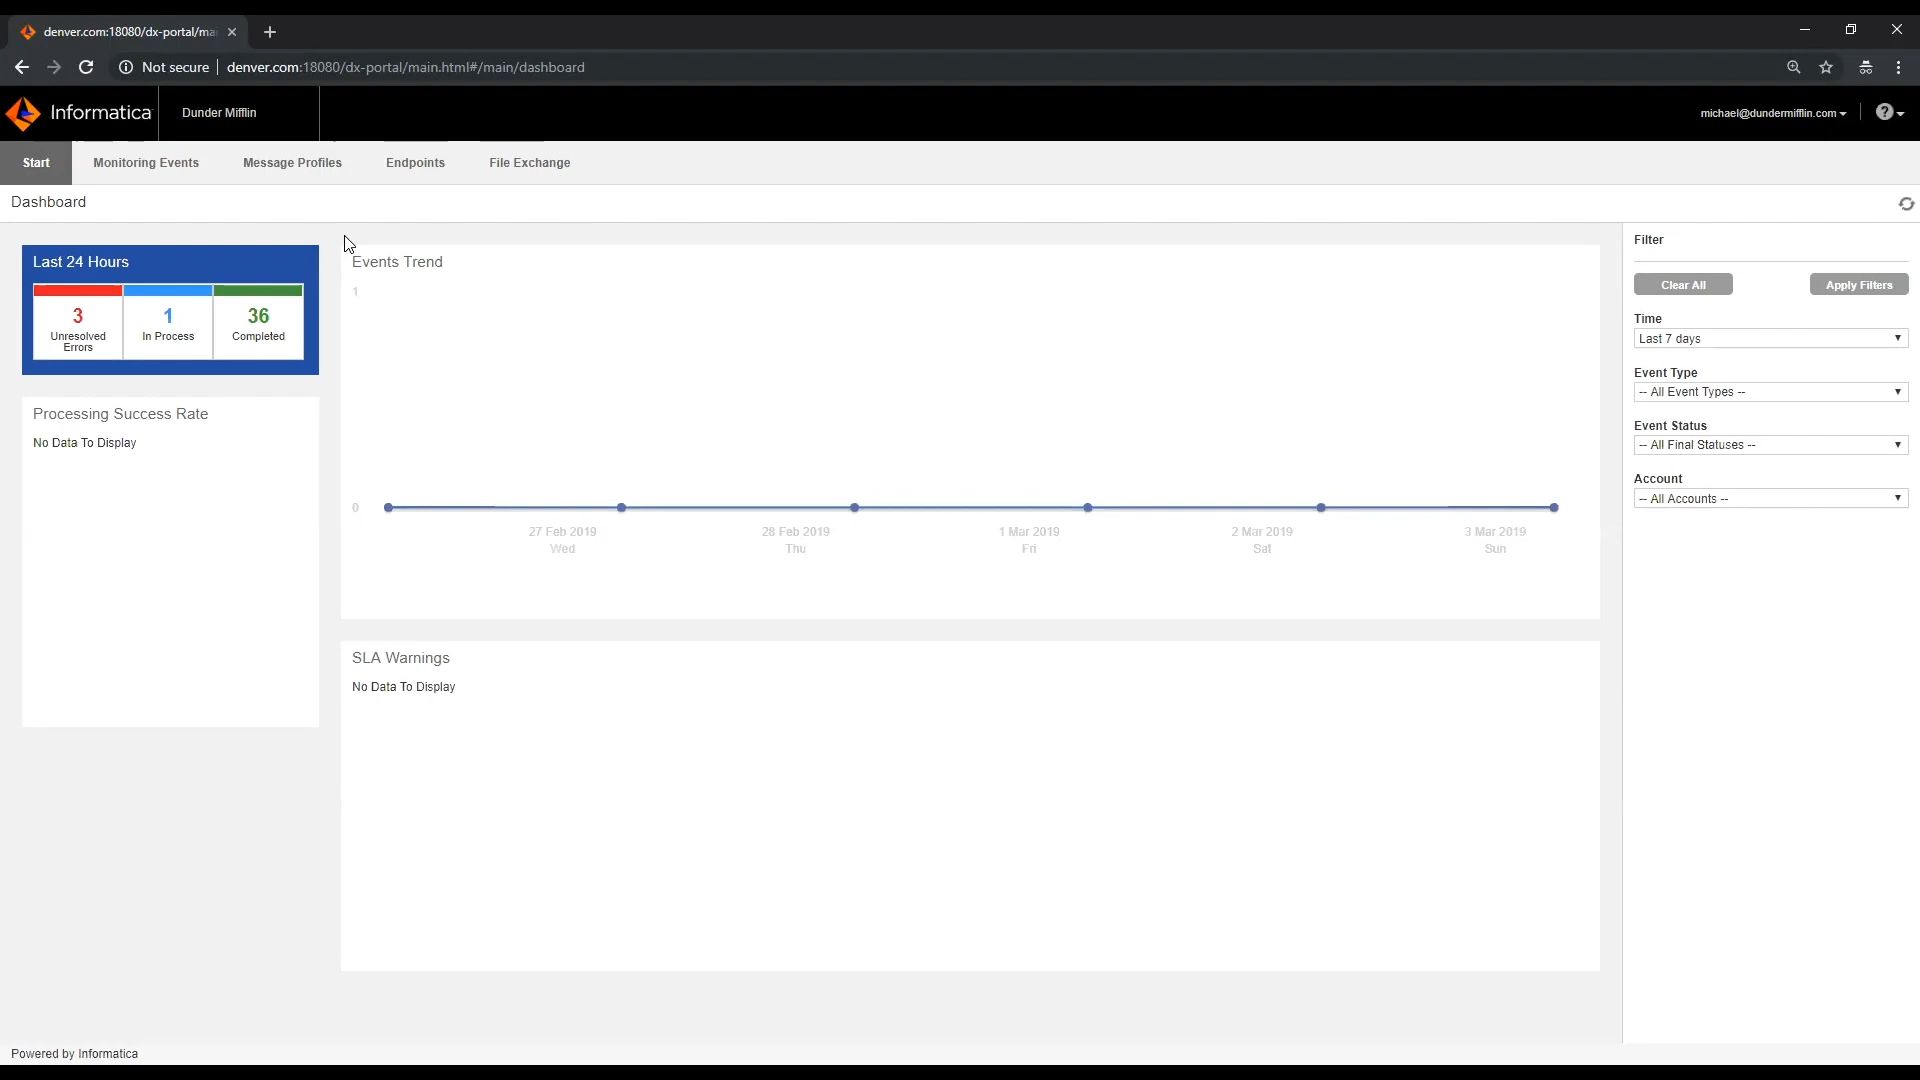 denver.com:18080/dx-portal/mai
Not secure | denver.com:18080/dx-portal/main.html#/main/dashboard
Informatica
Dunder Mifflin
michael@dundermifflin.com
?
Start
Monitoring Events
Message Profiles
Endpoints
File Exchange
Dashboard
Last 24 Hours
3
Unresolved
Errors
1
In Process
36
Completed
Processing Success Rate
No Data To Display
Events Trend
1
0
27 Feb 2019
Wed
28 Feb 2019
Thu
1 Mar 2019
Fri
2 Mar 2019
Sat
3 Mar 2019
Sun
SLA Warnings
No Data To Display
Filter
Clear All
Apply Filters
Time
Last 7 days
Event Type
-- All Event Types --
Event Status
-- All Final Statuses --
Account
-- All Accounts --
Powered by Informatica